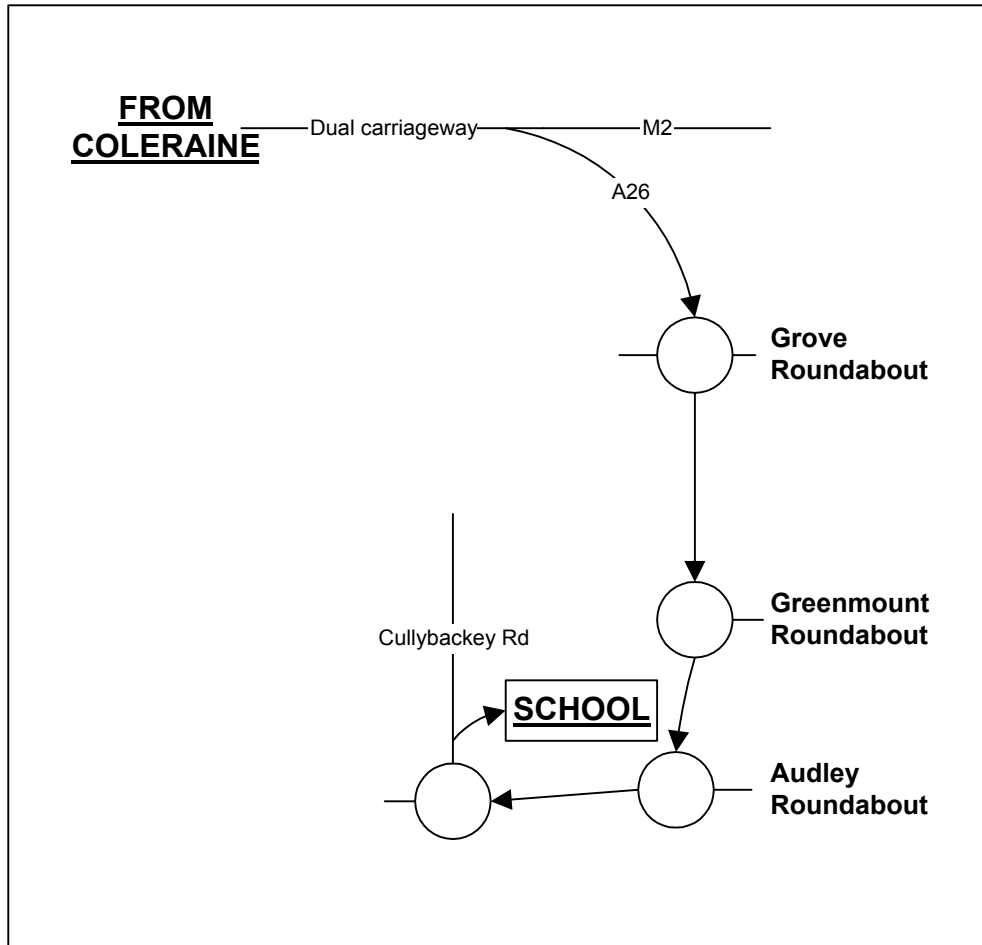 FROM
COLERAINE
Dual carriageway
M2
A26
Grove
Roundabout
Greenmount
Roundabout
Cullybackey Rd
SCHOOL
Audley
Roundabout